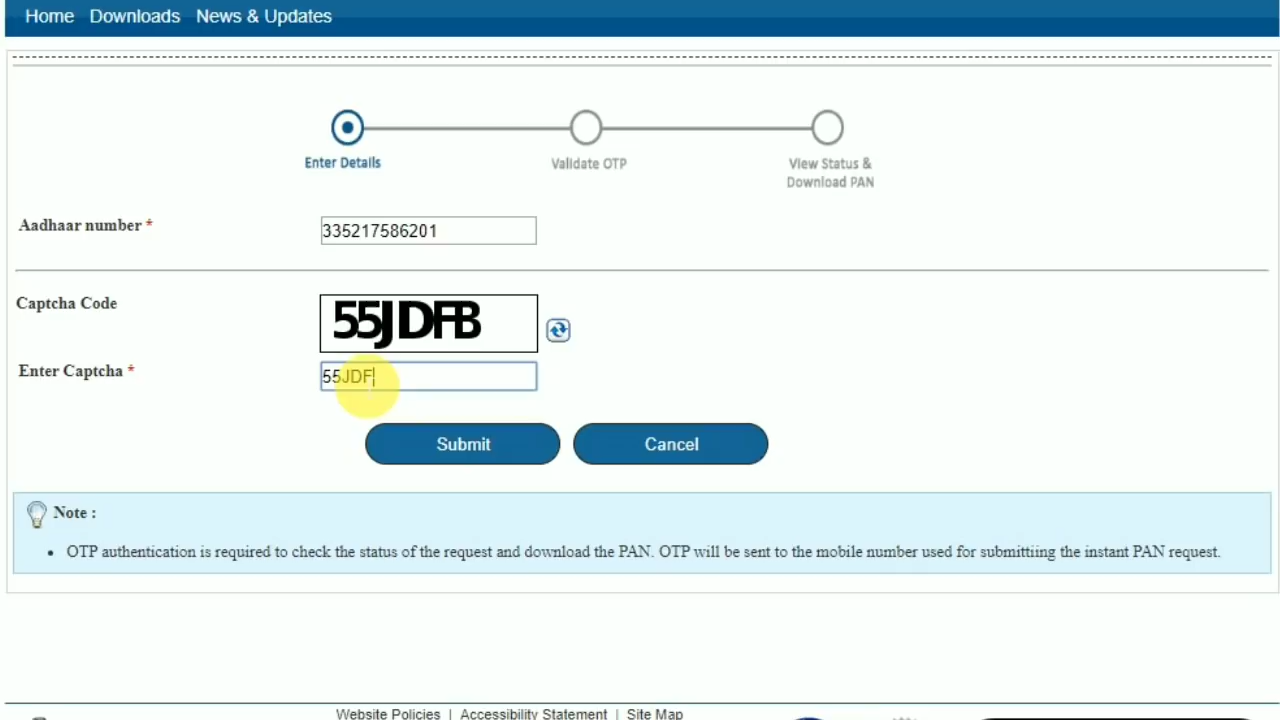 Home Downloads News & Updates
Enter Details
Validate OTP
View Status &
Download PAN
Aadhaar number *
335217586201
Captcha Code
55JDFB
Enter Captcha *
55JDF
Submit
Cancel
Note :
• OTP authentication is required to check the status of the request and download the PAN. OTP will be sent to the mobile number used for submittiing the instant PAN request.
Website Policies | Accessibility Statement | Site Map